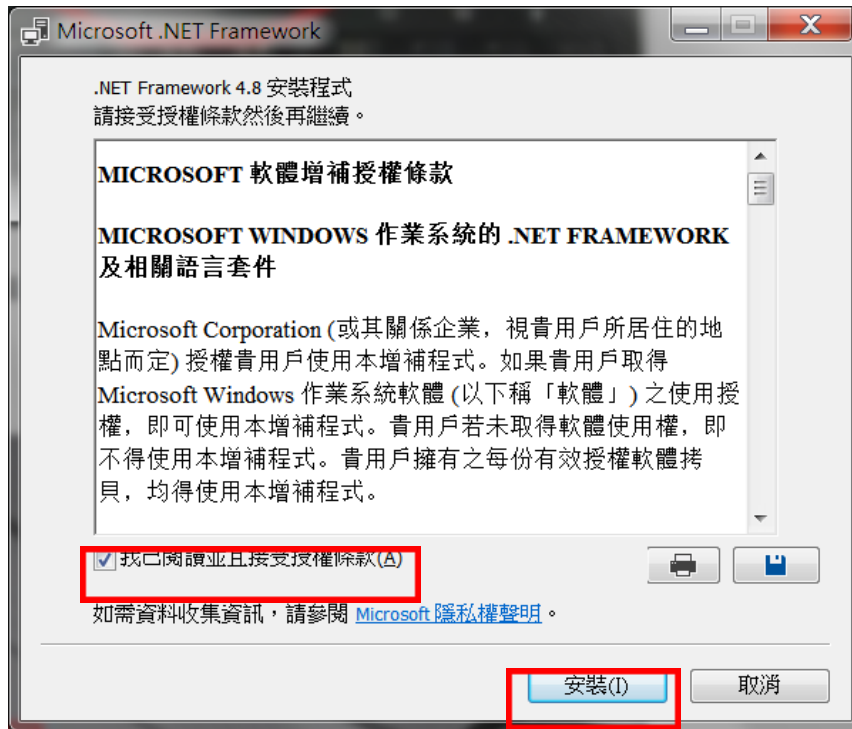 Microsoft .NET Framework
.NET Framework 4.8 安裝程式
請接受授權條款然後再繼續。
MICROSOFT 軟體增補授權條款
MICROSOFT WINDOWS 作業系統的 .NET FRAMEWORK
及相關語言套件
Microsoft Corporation (或其關係企業，視貴用戶所居住的地
點而定) 授權貴用戶使用本增補程式。如果貴用戶取得
Microsoft Windows 作業系統軟體 (以下稱「軟體」) 之使用授
權，即可使用本增補程式。貴用戶若未取得軟體使用權，即
不得使用本增補程式。貴用戶擁有之每份有效授權軟體拷
貝，均得使用本增補程式。
我已閱讀並且接受授權條款(A)
如需資料收集資訊，請參閱 Microsoft 隱私權聲明。
安裝(I)
取消